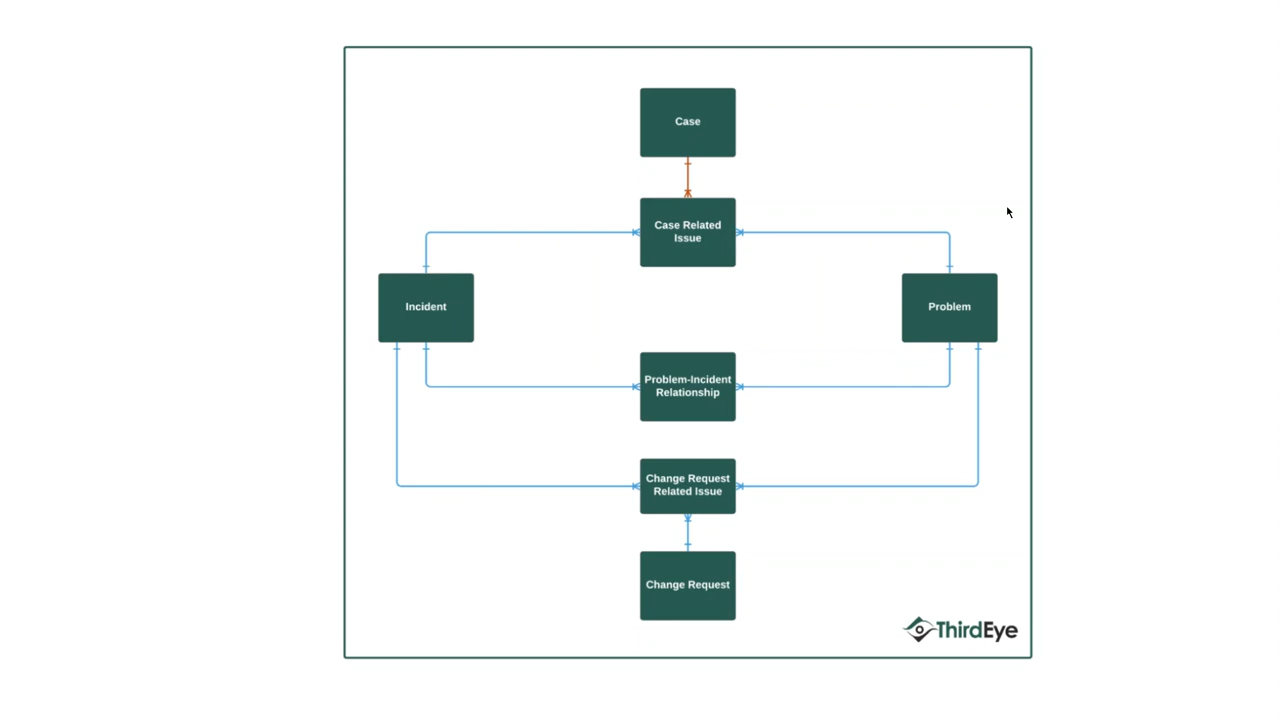 Case
Case Related
Issue
Incident
Problem
Problem-Incident
Relationship
Change Request
Related Issue
Change Request
ThirdEye